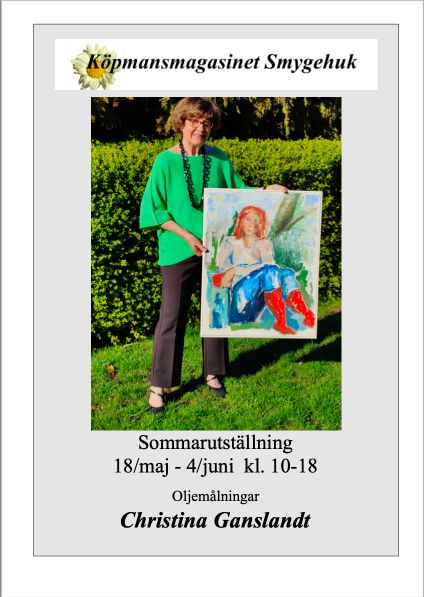 Köpmansmagasinet Smygehuk
Sommarutställning
18/maj - 4/juni kl. 10-18
Oljemålningar
Christina Ganslandt